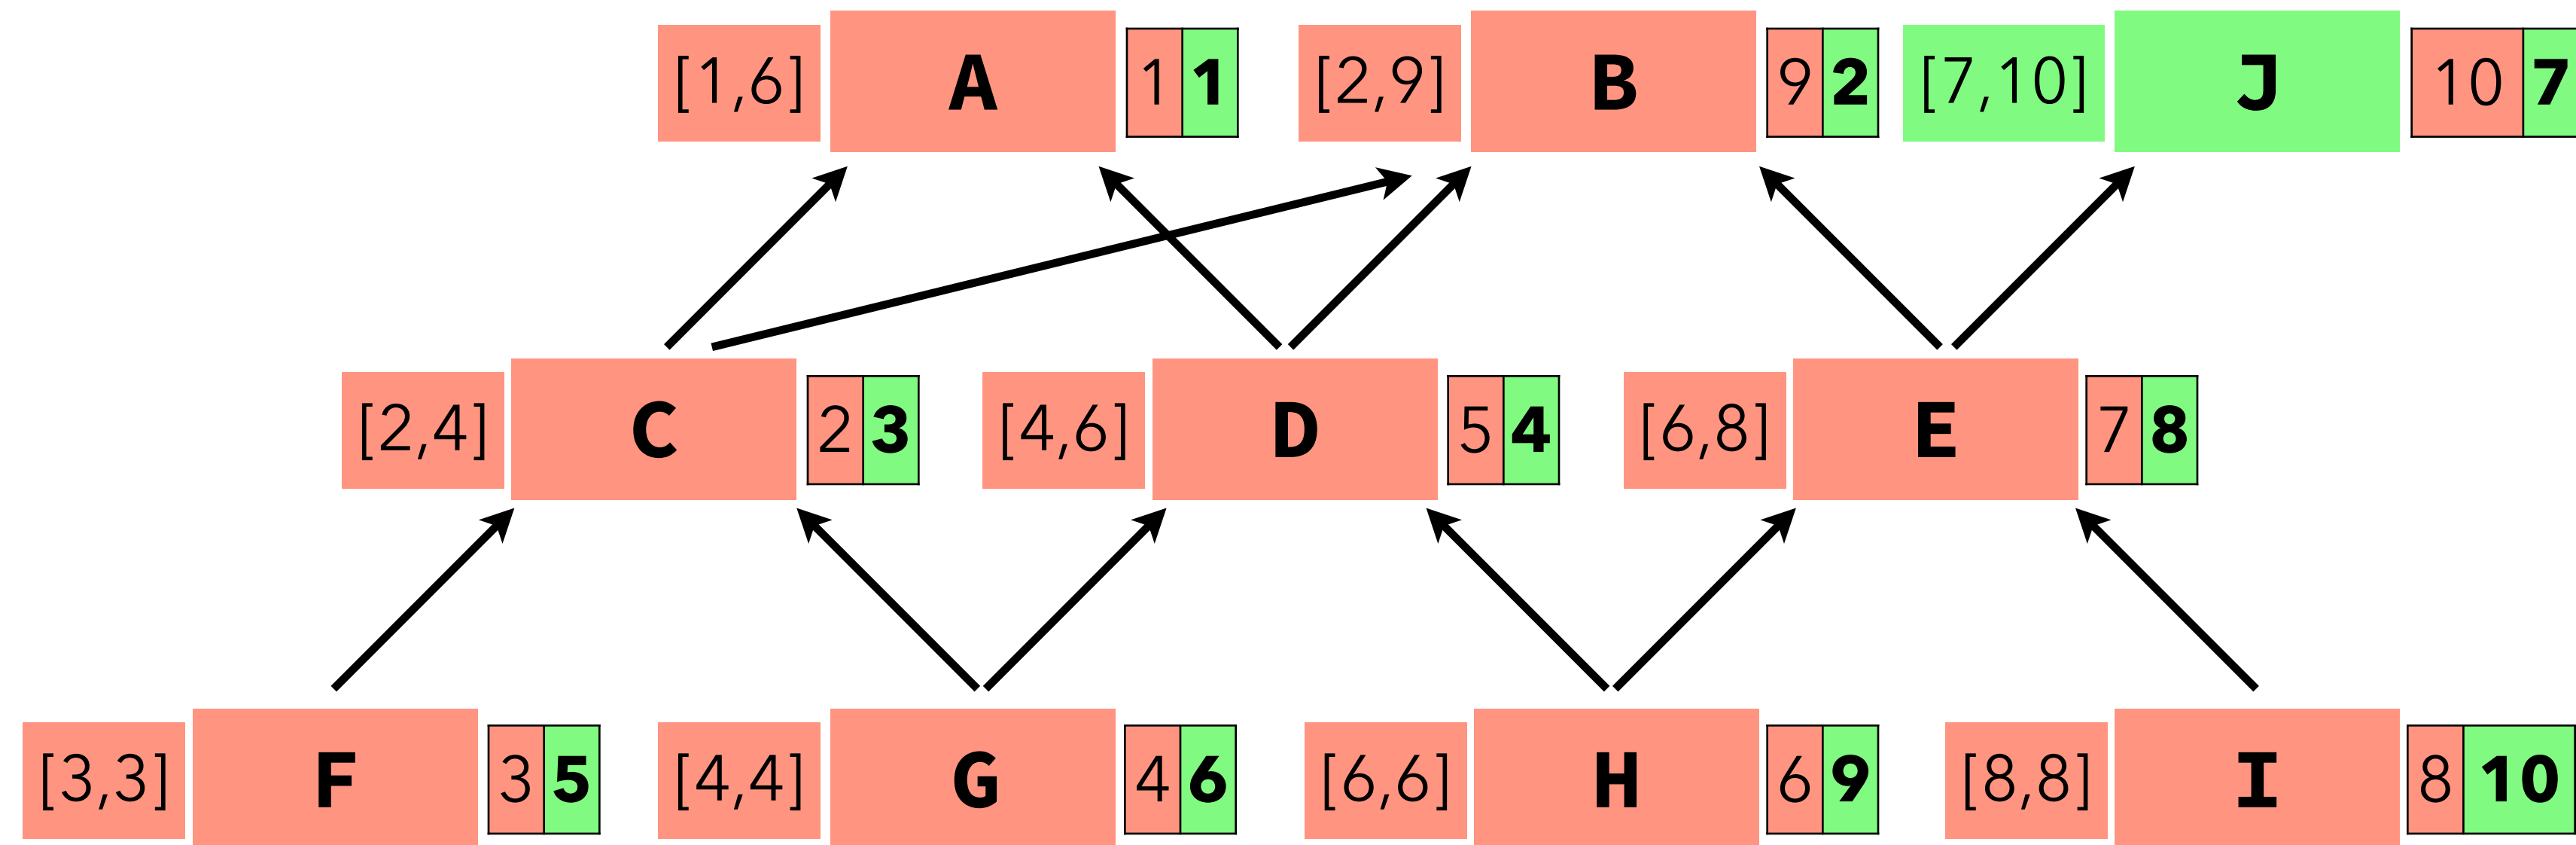 [1,6] A 1 1 [2,9] B 9 2 [7,10] J 10 7
[2,4] C 2 3 [4,6] D 5 4 [6,8] E 7 8
[3,3] F 3 5 [4,4] G 4 6 [6,6] H 6 9 [8,8] I 8 10